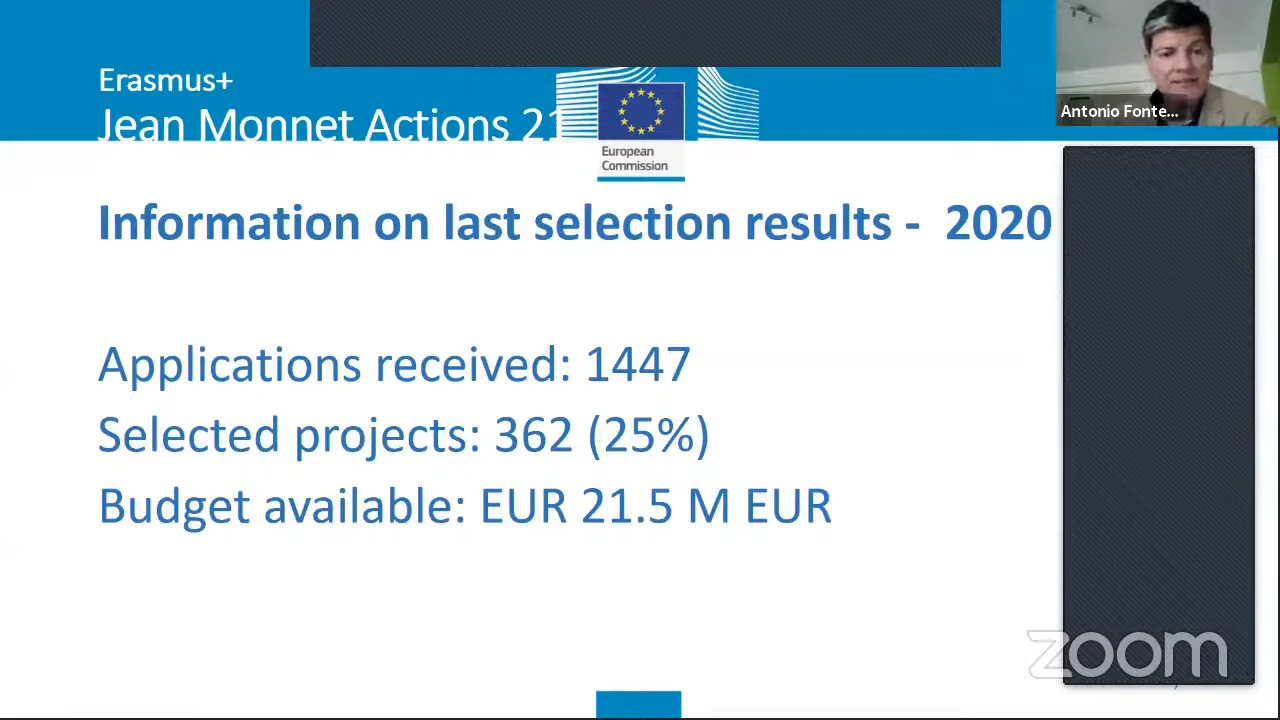 Erasmus+
Jean Monnet Actions 21
European
Commission
Antonio Fonte...
Information on last selection results - 2020
Applications received: 1447
Selected projects: 362 (25%)
Budget available: EUR 21.5 M EUR
zoom